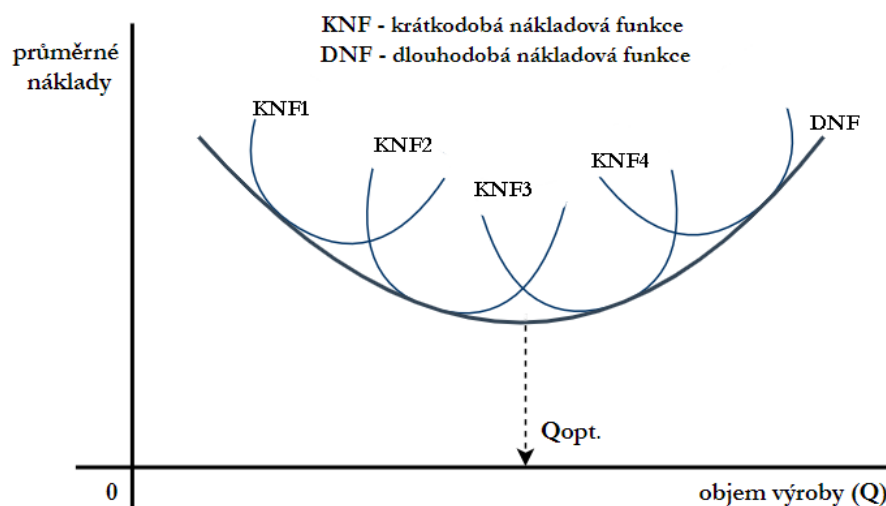 KNF - krátkodobá nákladová funkce
DNF - dlouhodobá nákladová funkce
průměrné
náklady
KNF1
KNF2
KNF3
KNF4
DNF
Qopt.
0
objem výroby (Q)